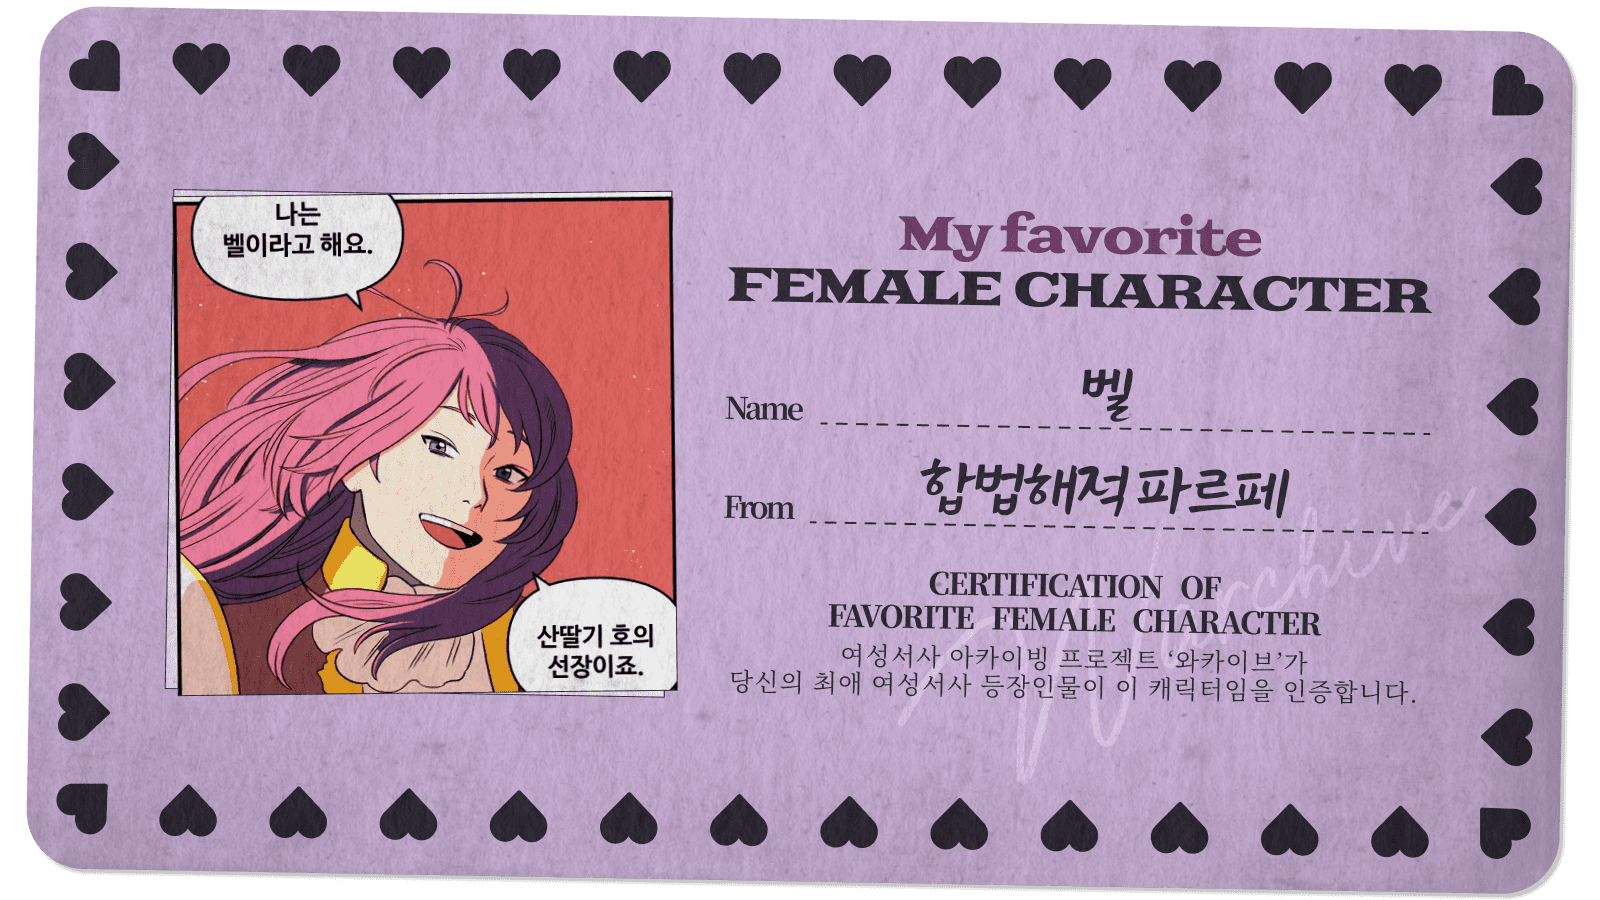 나는
벨이라고 해요.
산딸기 호의
선장이죠.
My favorite
FEMALE CHARACTER
Name 벨
From 합법해적 파르페
CERTIFICATION OF
FAVORITE FEMALE CHARACTER
여성서사 아카이빙 프로젝트 ‘와카이브’가
당신의 최애 여성서사 등장인물이 이 캐릭터임을 인증합니다.
W archive